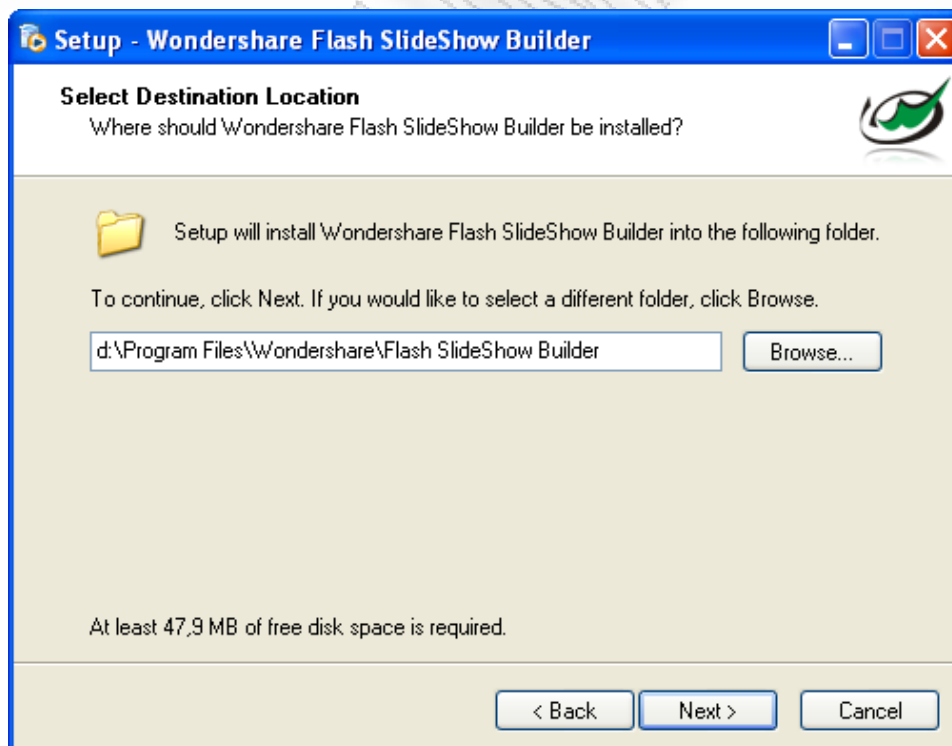 Setup - Wondershare Flash SlideShow Builder
Select Destination Location
Where should Wondershare Flash SlideShow Builder be installed?
Setup will install Wondershare Flash SlideShow Builder into the following folder.
To continue, click Next. If you would like to select a different folder, click Browse.
d:\Program Files\Wondershare\Flash SlideShow Builder
Browse...
At least 47,9 MB of free disk space is required.
< Back
Next >
Cancel